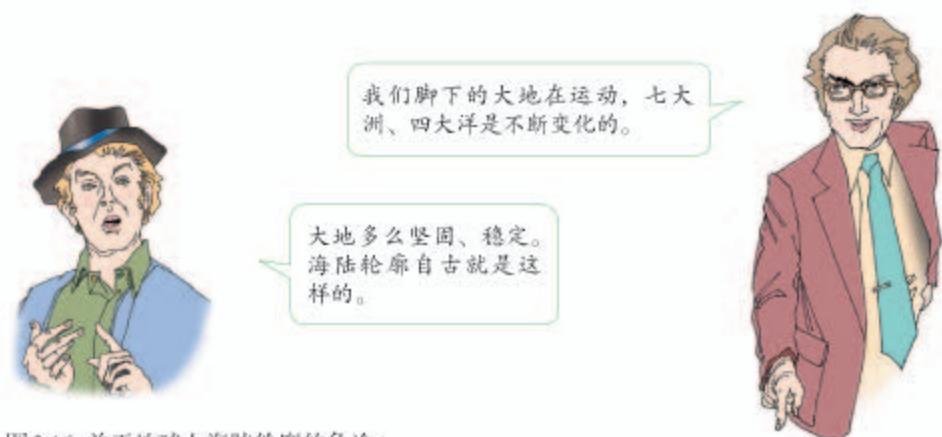 我们脚下的大地在运动，七大
洲、四大洋是不断变化的。
大地多么坚固、稳定。
海陆轮廓自古就是这
样的。